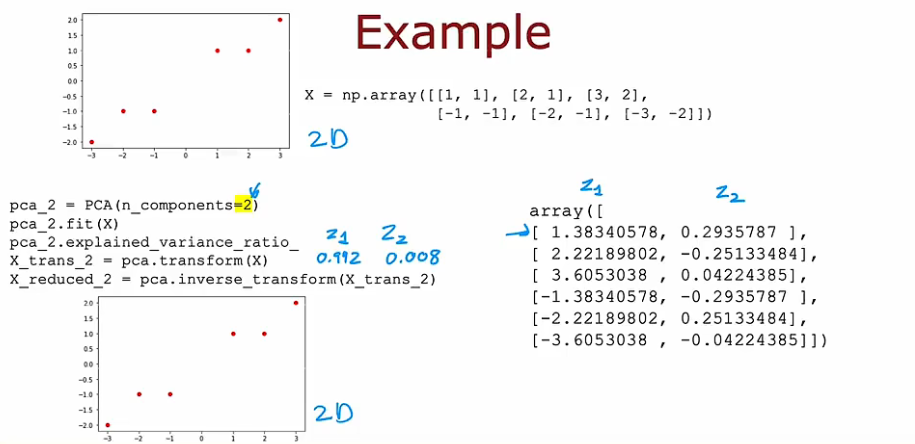 Example
2.0
1.5
1.0
0.5
0.0
-0.5
-1.0
-1.5
-2.0
-3 -2 -1 0 1 2 3
2D
X = np.array([[1, 1], [2, 1], [3, 2],
[-1, -1], [-2, -1], [-3, -2]])
pca_2 = PCA(n_components=2)
pca_2.fit(X)
pca_2.explained_variance_ratio_
X_trans_2 = pca.transform(X)
X_reduced_2 = pca.inverse_transform(X_trans_2)
z1 z2
0.992 0.008
z1 z2
array([
[ 1.38340578, 0.2935787 ],
[ 2.22189802, -0.25133484],
[ 3.6053038 , 0.04224385],
[-1.38340578, -0.2935787 ],
[-2.22189802, 0.25133484],
[-3.6053038 , -0.04224385]])
2.0
1.5
1.0
0.5
0.0
-0.5
-1.0
-1.5
-2.0
-3 -2 -1 0 1 2 3
2D